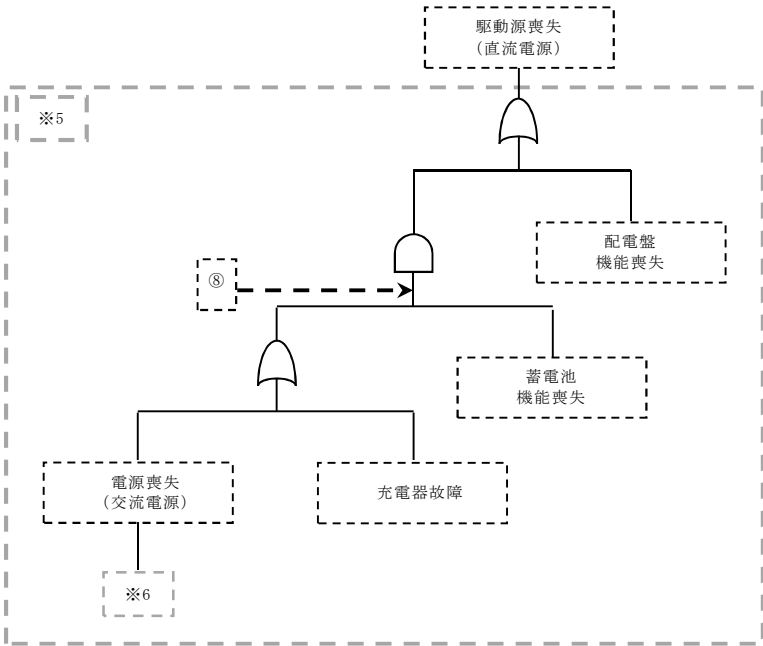 駆動源喪失
（直流電源）
※5
配電盤
機能喪失
⑧
蓄電池
機能喪失
電源喪失
（交流電源）
充電器故障
※6